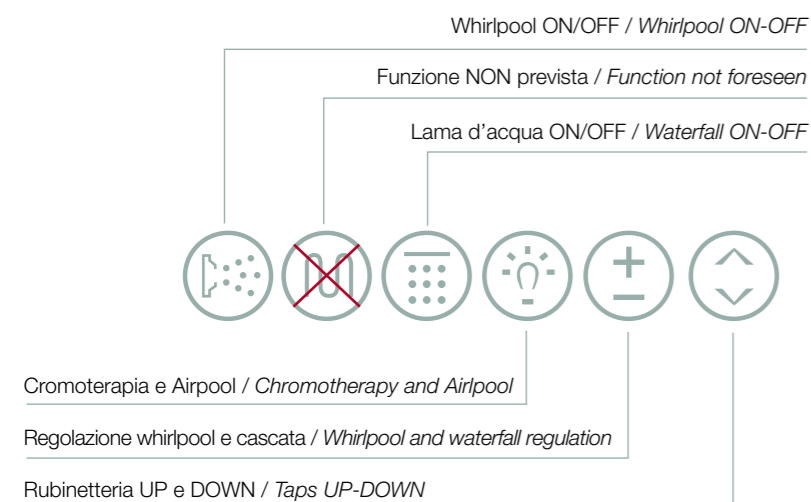 Whirlpool ON/OFF / Whirlpool ON-OFF
Funzione NON prevista / Function not foreseen
Lama d’acqua ON/OFF / Waterfall ON-OFF
Cromoterapia e Airpool / Chromotherapy and Airlpool
Regolazione whirlpool e cascata / Whirlpool and waterfall regulation
Rubinetteria UP e DOWN / Taps UP-DOWN